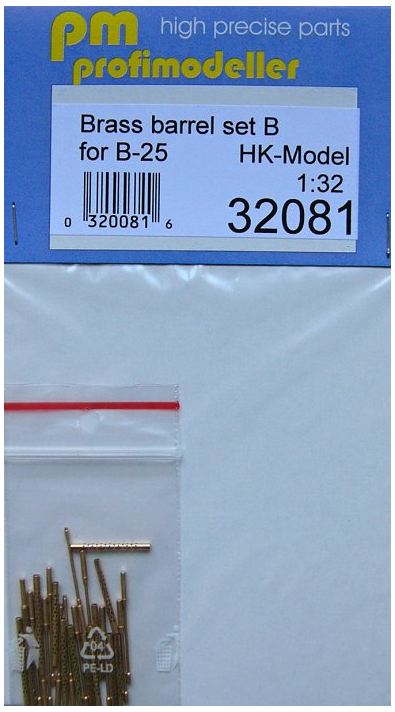 pm high precise parts
profimodeller
Brass barrel set B
for B-25 HK-Model
1:32
32081
0 320081 6
04
PE-LD